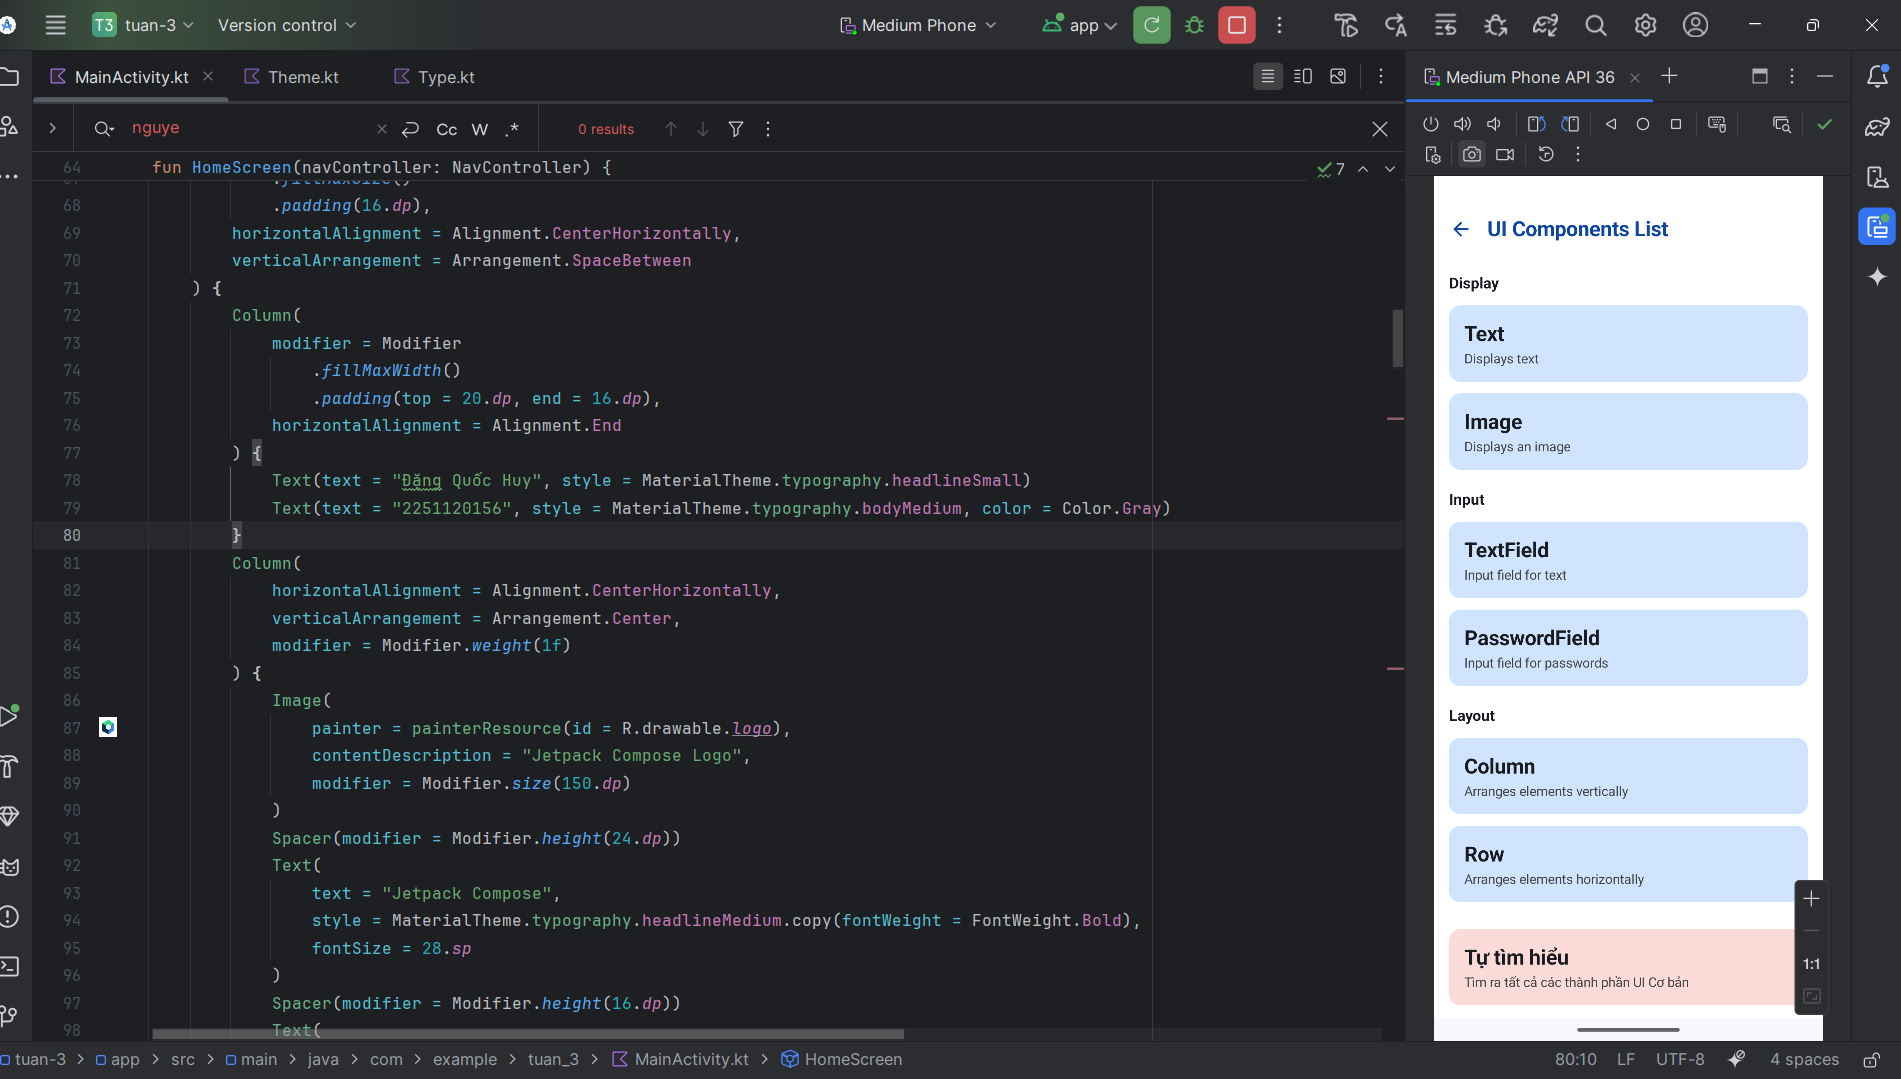 T3 tuan-3 Version control Medium Phone app
MainActivity.kt Theme.kt Type.kt
Medium Phone API 36
nguye Cc W .* 0 results
64 fun HomeScreen(navController: NavController) {
7
67 .fillMaxSize()
68 .padding(16.dp),
69 horizontalAlignment = Alignment.CenterHorizontally,
70 verticalArrangement = Arrangement.SpaceBetween
71 ) {
72 Column(
73 modifier = Modifier
74 .fillMaxWidth()
75 .padding(top = 20.dp, end = 16.dp),
76 horizontalAlignment = Alignment.End
77 ) {
78 Text(text = "Đặng Quốc Huy", style = MaterialTheme.typography.headlineSmall)
79 Text(text = "2251120156", style = MaterialTheme.typography.bodyMedium, color = Color.Gray)
80 }
81 Column(
82 horizontalAlignment = Alignment.CenterHorizontally,
83 verticalArrangement = Arrangement.Center,
84 modifier = Modifier.weight(1f)
85 ) {
86 Image(
87 painter = painterResource(id = R.drawable.logo),
88 contentDescription = "Jetpack Compose Logo",
89 modifier = Modifier.size(150.dp)
90 )
91 Spacer(modifier = Modifier.height(24.dp))
92 Text(
93 text = "Jetpack Compose",
94 style = MaterialTheme.typography.headlineMedium.copy(fontWeight = FontWeight.Bold),
95 fontSize = 28.sp
96 )
97 Spacer(modifier = Modifier.height(16.dp))
98 Text(
UI Components List
Display
Text
Displays text
Image
Displays an image
Input
TextField
Input field for text
PasswordField
Input field for passwords
Layout
Column
Arranges elements vertically
Row
Arranges elements horizontally
Tự tìm hiểu
Tìm ra tất cả các thành phần UI Cơ bản
1:1
tuan-3 > app > src > main > java > com > example > tuan_3 > MainActivity.kt > HomeScreen
80:10 LF UTF-8 4 spaces